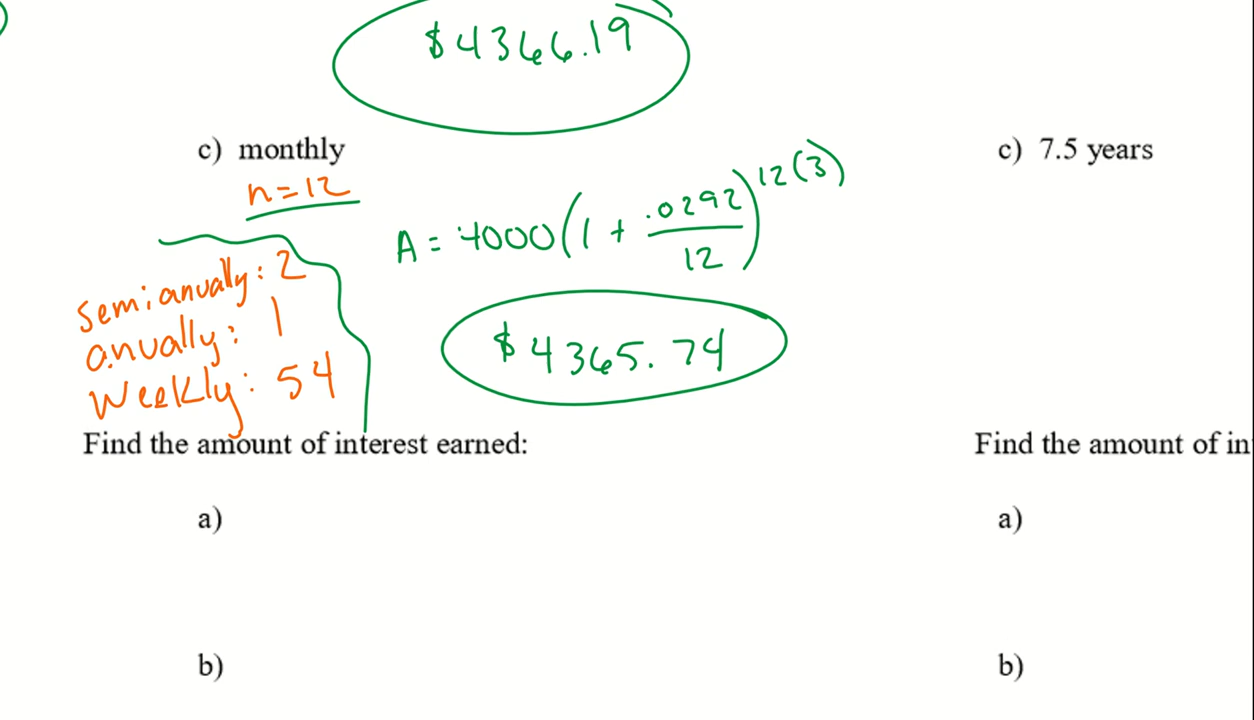 $4366.19
c) monthly
n=12
A = 4000(1 + .0292/12)^12(3)
semianually: 2
anually: 1
Weekly: 54
$4365.74
Find the amount of interest earned:
a)
b)
c) 7.5 years
Find the amount of in
a)
b)